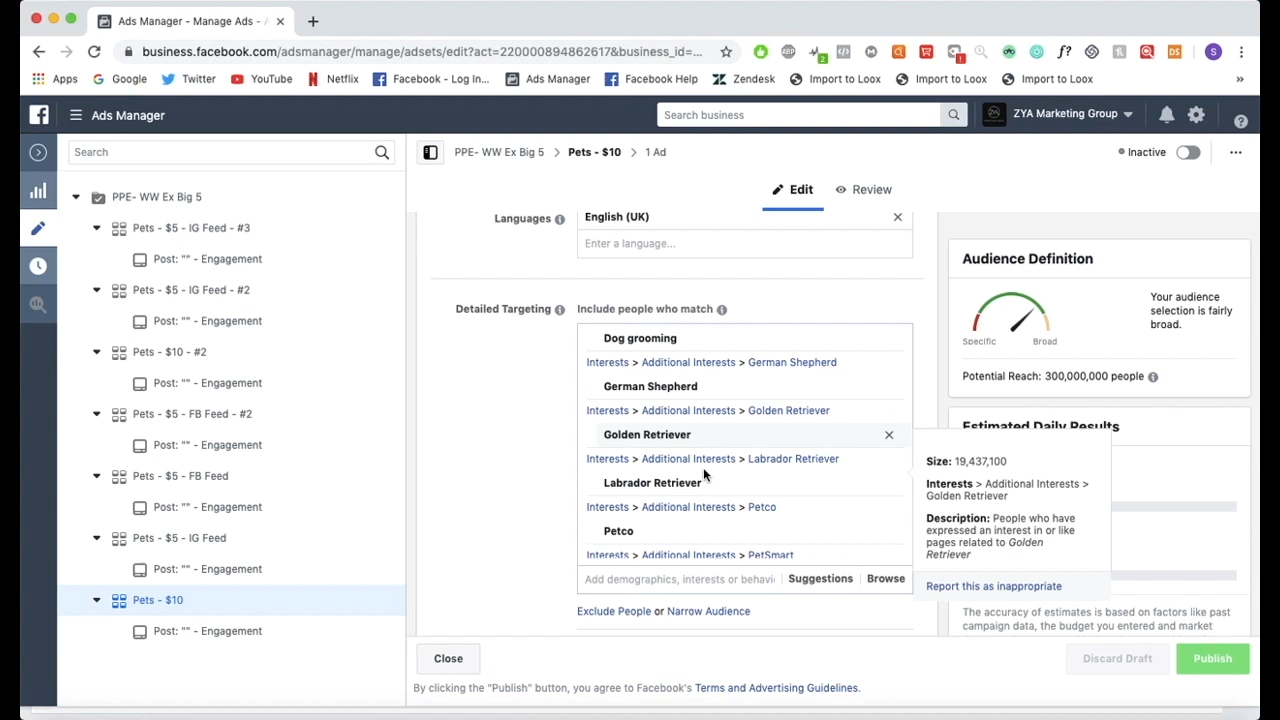 Ads Manager - Manage Ads - A
business.facebook.com/adsmanager/manage/adsets/edit?act=220000894862617&business_id=...
ABP
2
f?
DS
S
Apps
Google
Twitter
YouTube
Netflix
Facebook - Log In...
Ads Manager
Facebook Help
Zendesk
Import to Loox
Import to Loox
Import to Loox
»
Ads Manager
Search business
ZYA Marketing Group
Search
PPE- WW Ex Big 5 > Pets - $10 > 1 Ad
Inactive
Edit
Review
PPE- WW Ex Big 5
Pets - $5 - IG Feed - #3
Post: "" - Engagement
Pets - $5 - IG Feed - #2
Post: "" - Engagement
Pets - $10 - #2
Post: "" - Engagement
Pets - $5 - FB Feed - #2
Post: "" - Engagement
Pets - $5 - FB Feed
Post: "" - Engagement
Pets - $5 - IG Feed
Post: "" - Engagement
Pets - $10
Post: "" - Engagement
Languages
English (UK)
Enter a language...
Detailed Targeting
Include people who match
Dog grooming
Interests > Additional Interests > German Shepherd
German Shepherd
Interests > Additional Interests > Golden Retriever
Golden Retriever
Interests > Additional Interests > Labrador Retriever
Labrador Retriever
Interests > Additional Interests > Petco
Petco
Interests > Additional Interests > PetSmart
Add demographics, interests or behavi
Suggestions
Browse
Exclude People or Narrow Audience
Audience Definition
Your audience
selection is fairly
broad.
Specific
Broad
Potential Reach: 300,000,000 people
Estimated Daily Results
Size: 19,437,100
Interests > Additional Interests >
Golden Retriever
Description: People who have
expressed an interest in or like
pages related to Golden
Retriever
Report this as inappropriate
The accuracy of estimates is based on factors like past
campaign data, the budget you entered and market
Close
Discard Draft
Publish
By clicking the "Publish" button, you agree to Facebook's Terms and Advertising Guidelines.